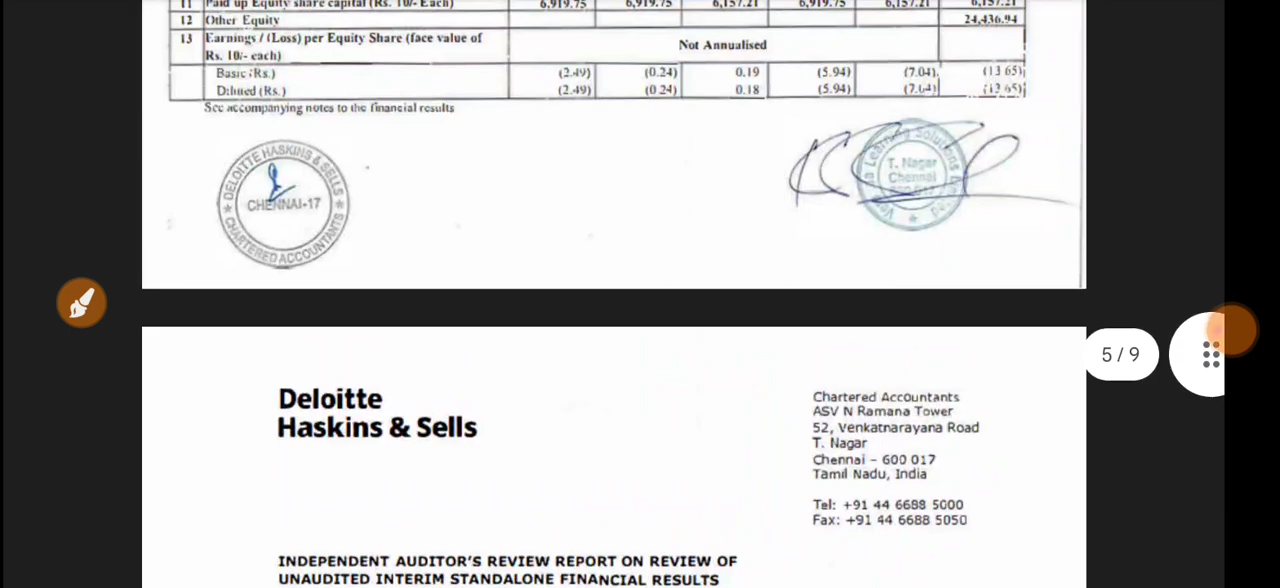 11 Paid up Equity share capital (Rs. 10/- Each) 6,919.75 6,919.75 6,157.21 6,919.75 6,157.21 6,157.21
12 Other Equity 24,436.94
13 Earnings / (Loss) per Equity Share (face value of Rs. 10/- each) Not Annualised
Basic (Rs.) (2.49) (0.24) 0.19 (5.94) (7.04) (13 65)
Diluted (Rs.) (2.49) (0.24) 0.18 (5.94) (7.04)
See accompanying notes to the financial results
DELOITTE HASKINS & SELLS
CHENNAI-17
CHARTERED ACCOUNTANTS
Learning Solutions
T. Nagar
Chennai
5 / 9
Deloitte
Haskins & Sells
Chartered Accountants
ASV N Ramana Tower
52, Venkatnarayana Road
T. Nagar
Chennai – 600 017
Tamil Nadu, India
Tel: +91 44 6688 5000
Fax: +91 44 6688 5050
INDEPENDENT AUDITOR'S REVIEW REPORT ON REVIEW OF
UNAUDITED INTERIM STANDALONE FINANCIAL RESULTS